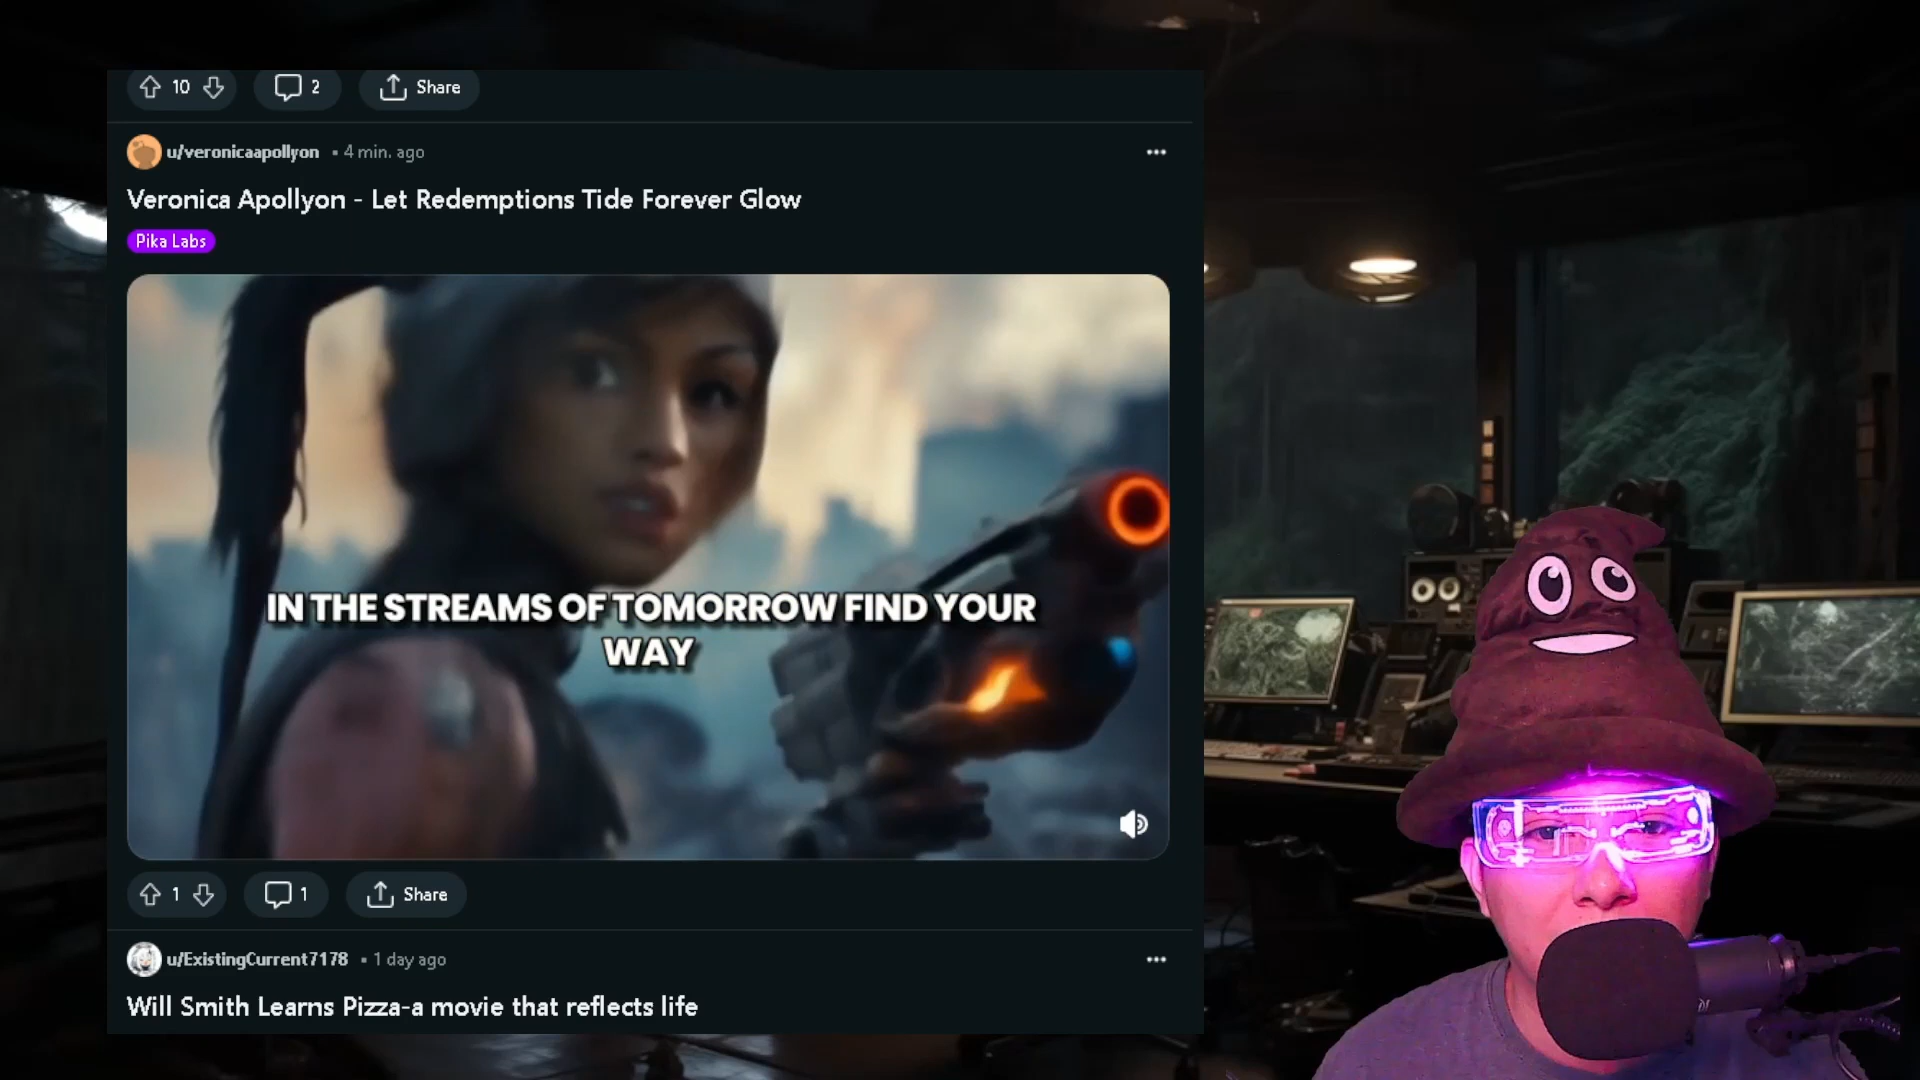 10
2
Share
u/veronicaapollyon • 4 min. ago
Veronica Apollyon - Let Redemptions Tide Forever Glow
Pika Labs
IN THE STREAMS OF TOMORROW FIND YOUR
WAY
1
1
Share
u/ExistingCurrent7178 • 1 day ago
Will Smith Learns Pizza-a movie that reflects life